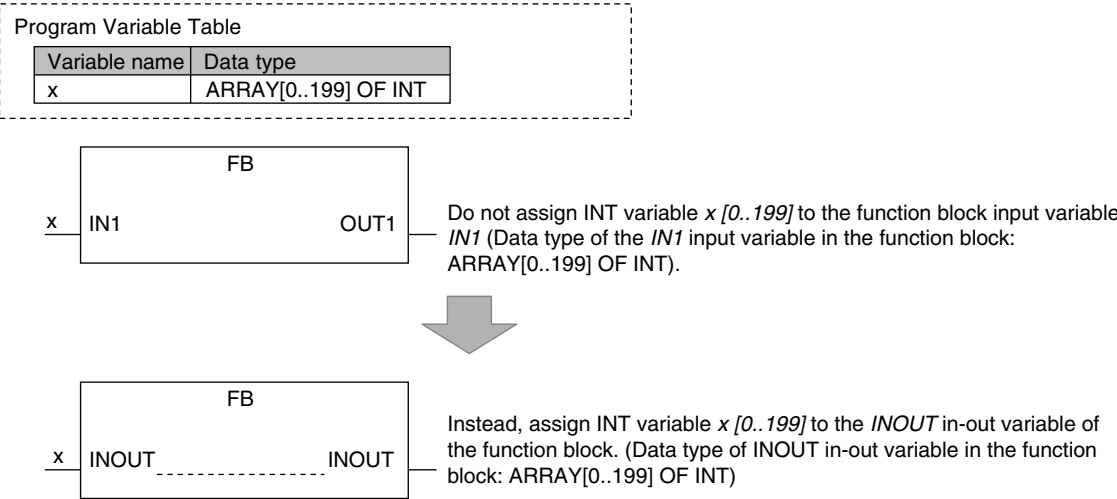 Program Variable Table
Variable name Data type
x ARRAY[0..199] OF INT
FB
x IN1 OUT1
Do not assign INT variable x [0..199] to the function block input variable
IN1 (Data type of the IN1 input variable in the function block:
ARRAY[0..199] OF INT).
FB
x INOUT INOUT
Instead, assign INT variable x [0..199] to the INOUT in-out variable of
the function block. (Data type of INOUT in-out variable in the function
block: ARRAY[0..199] OF INT)